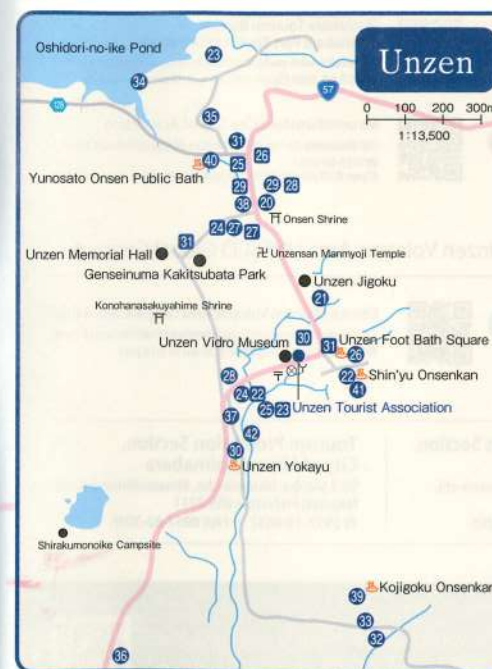 Unzen
Oshidori-no-ike Pond
23
34
57
0 100 200 300m
1:13,500
128
35
31
40
25
26
Yunosato Onsen Public Bath
29
29
28
38
20
Onsen Shrine
24
27
27
31
Unzen Memorial Hall
Genseinuma Kakitsubata Park
Unzensan Manmyoji Temple
Unzen Jigoku
21
Konohanasakuyahime Shrine
30
Unzen Vidro Museum
31
Unzen Foot Bath Square
26
28
22
Shin'yu Onsenkan
41
24
22
37
25
23
Unzen Tourist Association
42
30
Unzen Yokayu
Shirakumonoike Campsite
Kojigoku Onsenkan
39
33
32
36